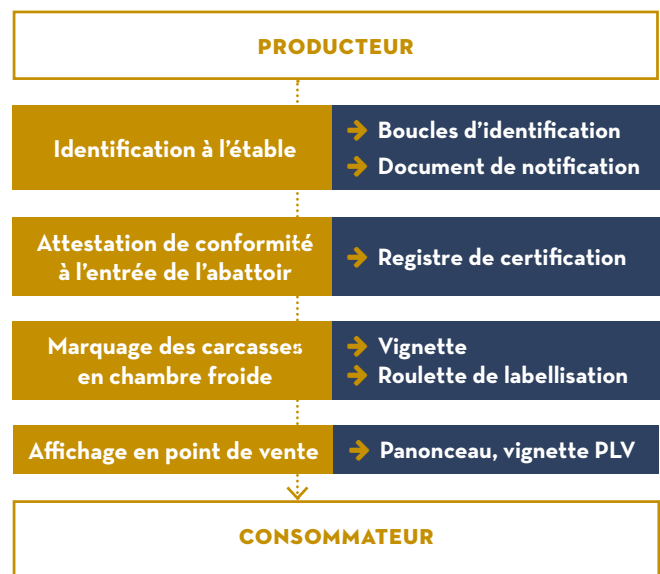 PRODUCTEUR
Identification à l'étable
➔ Boucles d'identification
➔ Document de notification
Attestation de conformité
à l'entrée de l'abattoir
➔ Registre de certification
Marquage des carcasses
en chambre froide
➔ Vignette
➔ Roulette de labellisation
Affichage en point de vente
➔ Panonceau, vignette PLV
CONSOMMATEUR